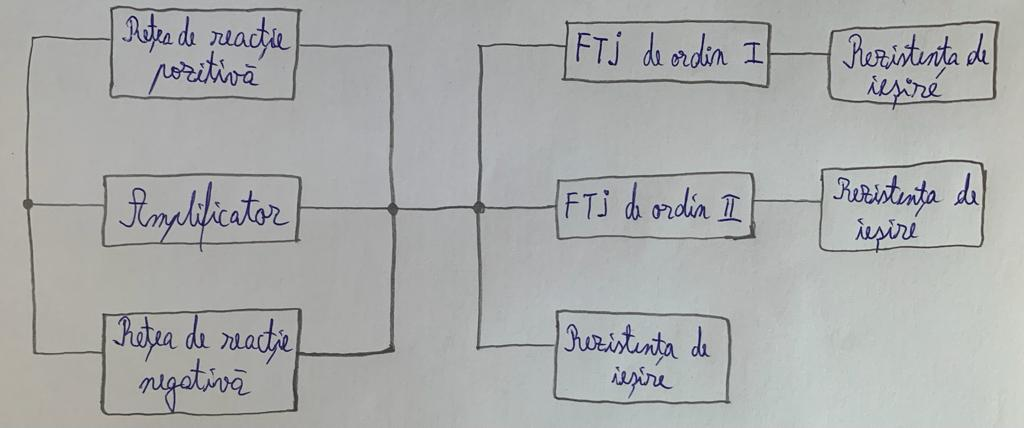 Rețea de reacție
pozitivă
FTJ de ordin I
Rezistența de
ieșire
Amplificator
FTJ de ordin II
Rezistența de
ieșire
Rețea de reacție
negativă
Rezistența de
ieșire